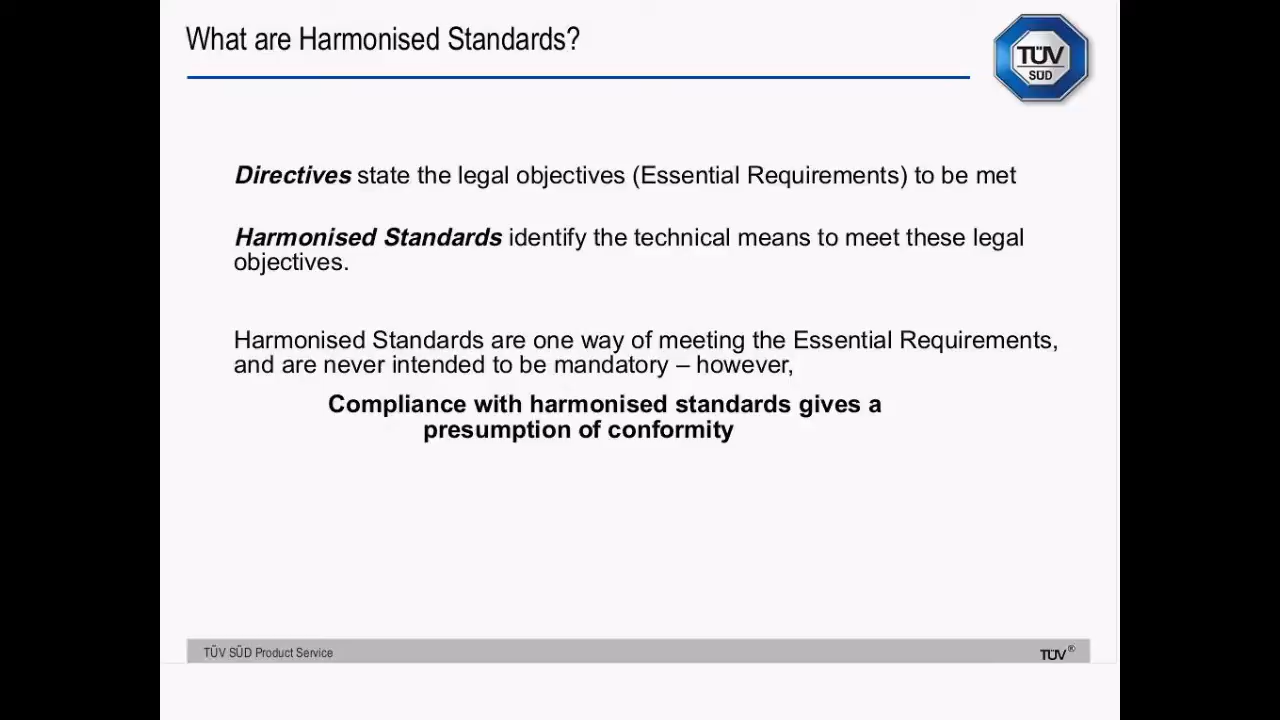 What are Harmonised Standards?
TÜV
SÜD
Directives state the legal objectives (Essential Requirements) to be met
Harmonised Standards identify the technical means to meet these legal
objectives.
Harmonised Standards are one way of meeting the Essential Requirements,
and are never intended to be mandatory – however,
Compliance with harmonised standards gives a
presumption of conformity
TÜV SÜD Product Service
TÜV®